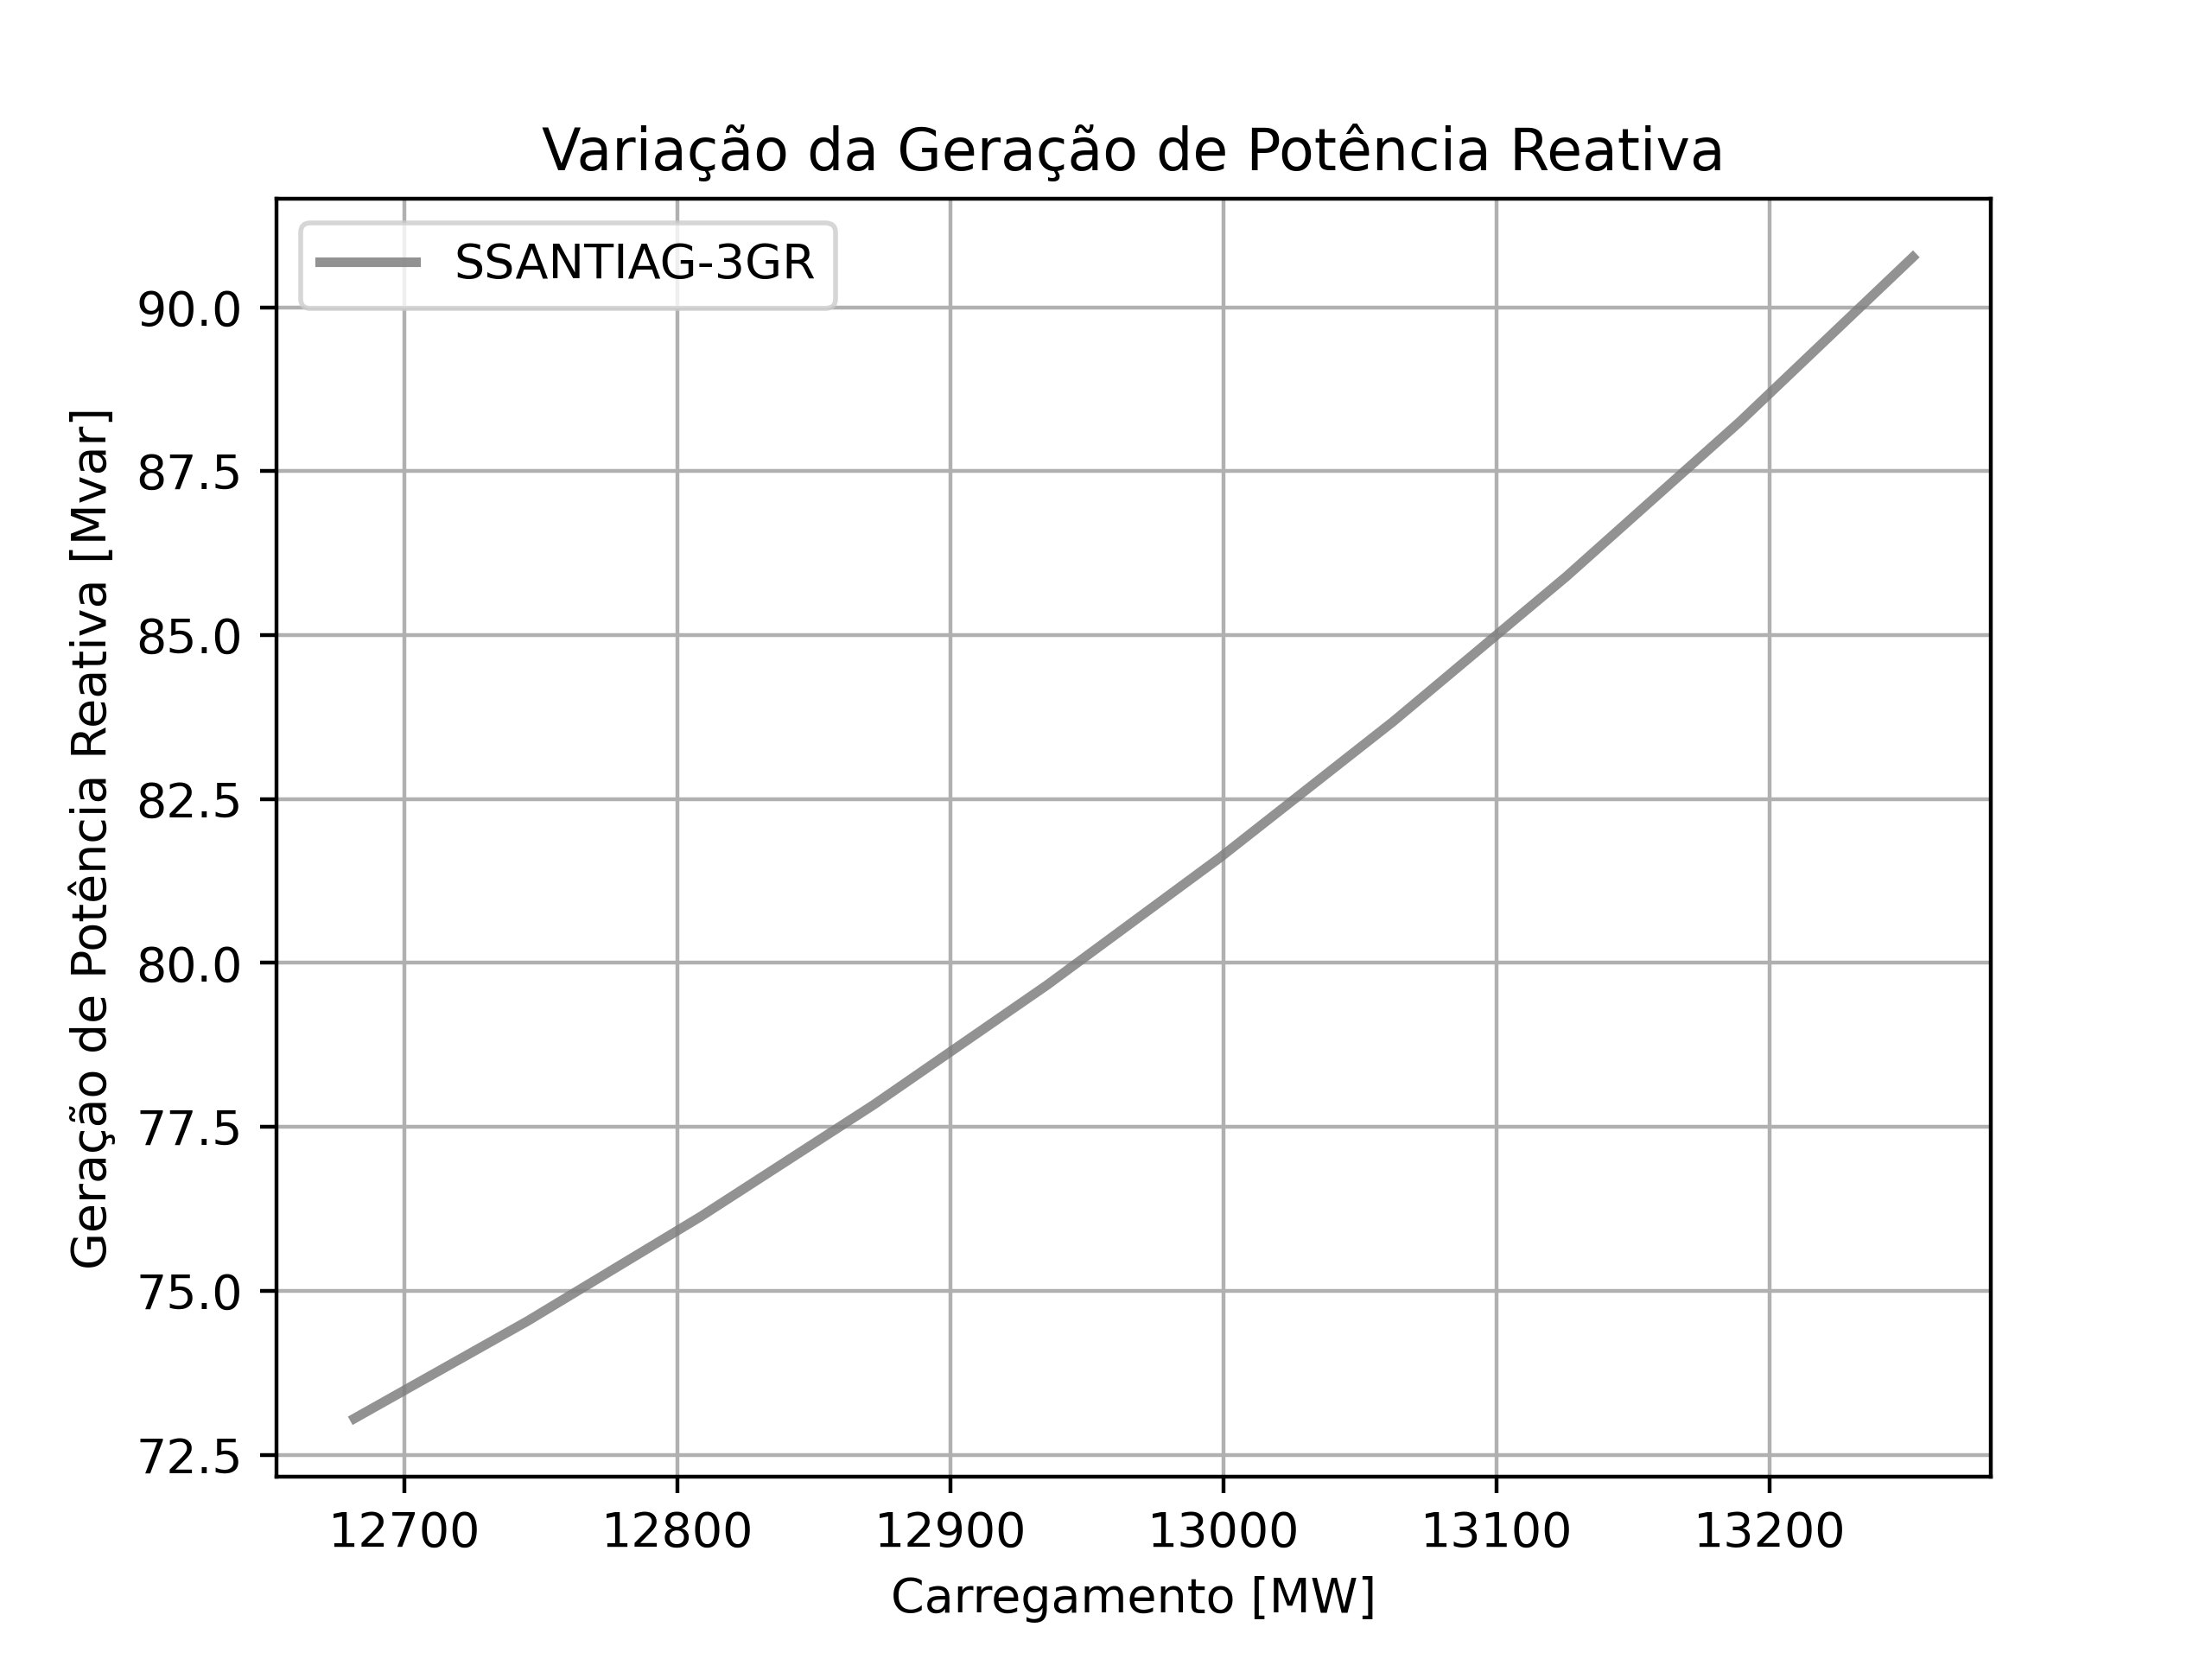 Variação da Geração de Potência Reativa
SSANTIAG-3GR
Geração de Potência Reativa [Mvar]
90.0
87.5
85.0
82.5
80.0
77.5
75.0
72.5
12700 12800 12900 13000 13100 13200
Carregamento [MW]